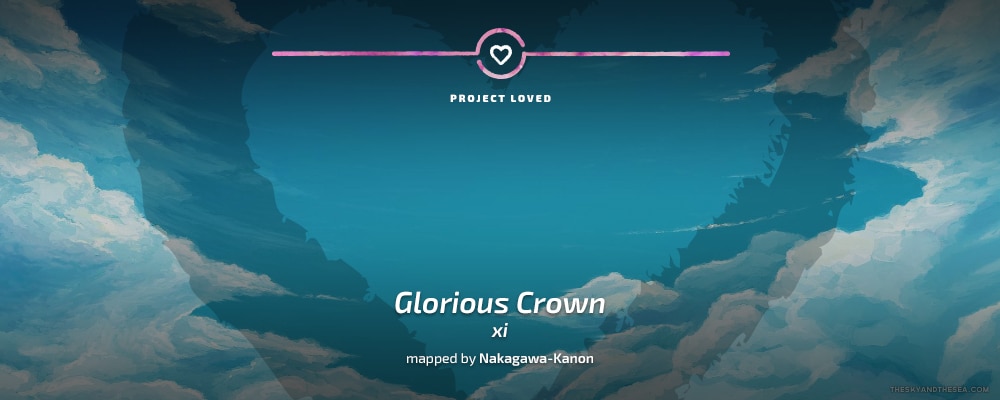 PROJECT LOVED
Glorious Crown
xi
mapped by Nakagawa-Kanon
THESKYANDTHESEA.COM